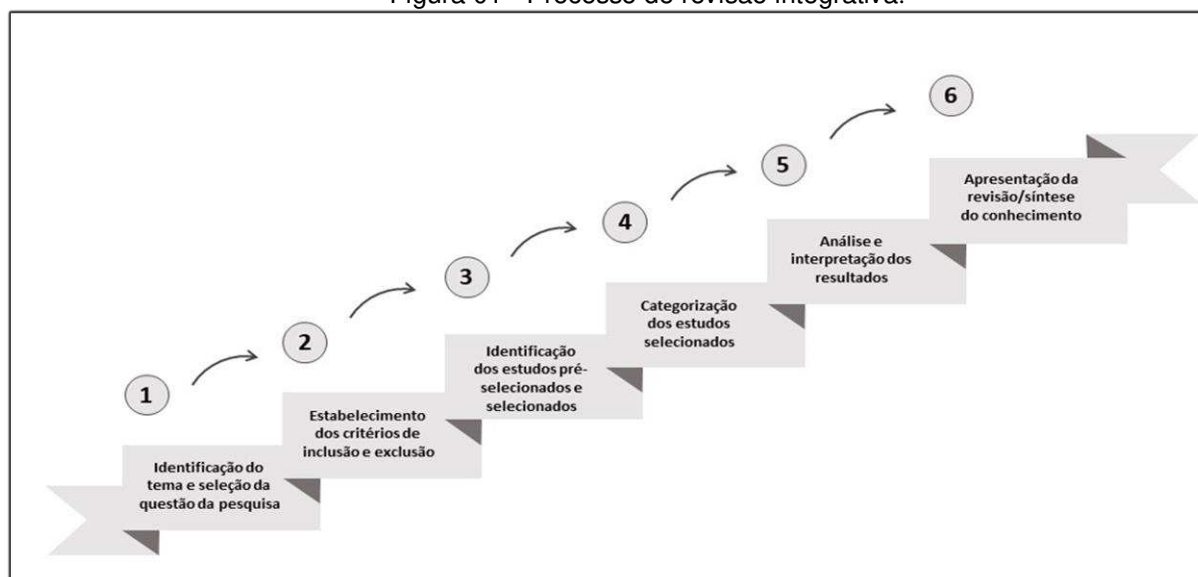 Figura 01 - Processo de revisão integrativa.
1
Identificação do
tema e seleção da
questão da pesquisa
2
Estabelecimento
dos critérios de
inclusão e exclusão
3
Identificação
dos estudos pré-
selecionados e
selecionados
4
Categorização
dos estudos
selecionados
5
Análise e
interpretação dos
resultados
6
Apresentação da
revisão/síntese
do conhecimento